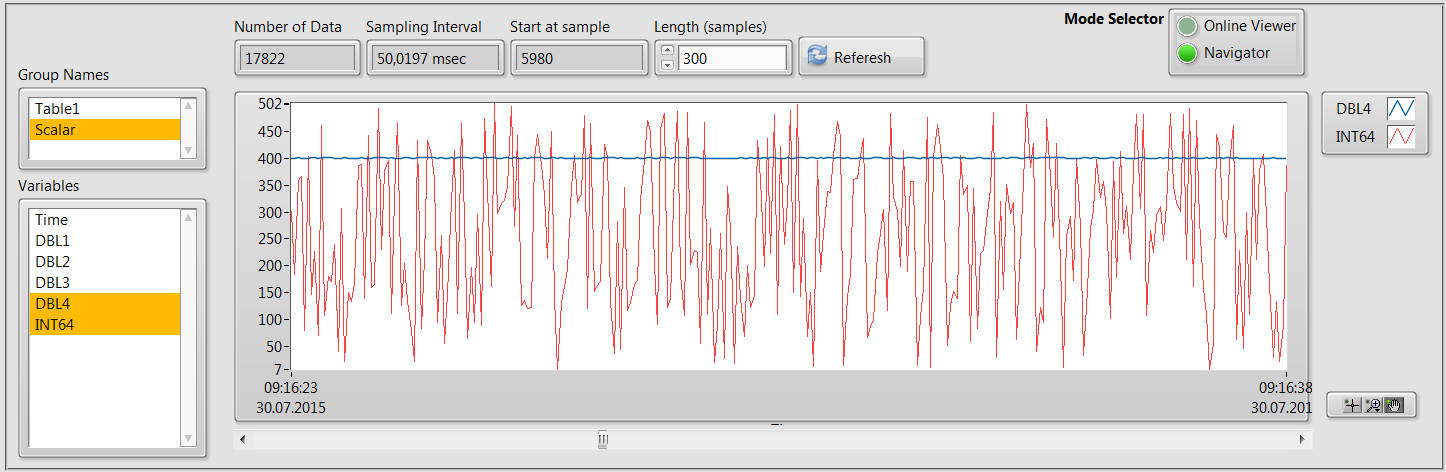 Number of Data
Sampling Interval
Start at sample
Length (samples)
Mode Selector
Online Viewer
Navigator
17822
50,0197 msec
5980
300
Referesh
Group Names
Table1
Scalar
Variables
Time
DBL1
DBL2
DBL3
DBL4
INT64
502
450
400
350
300
250
200
150
100
50
7
09:16:23
30.07.2015
09:16:38
30.07.201
DBL4
INT64